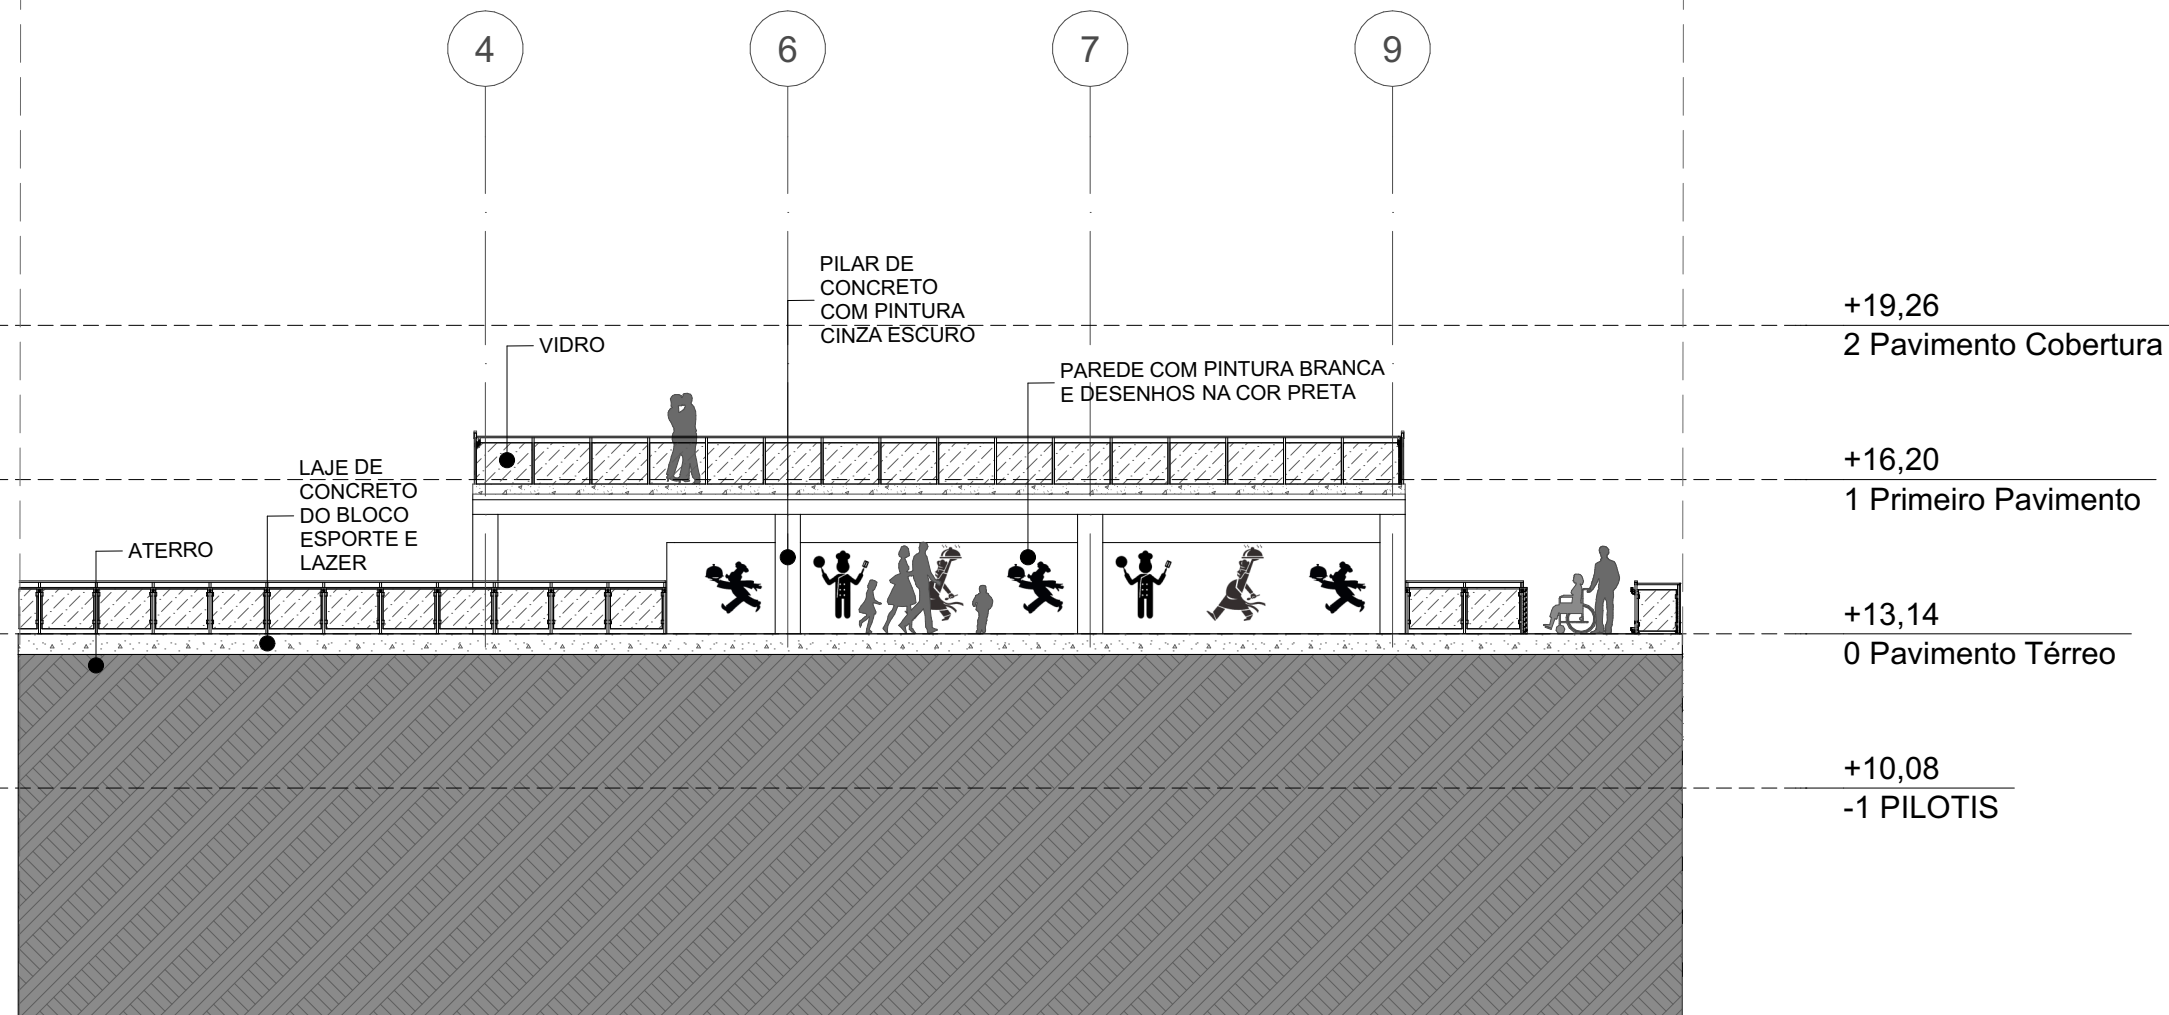 4
6
7
9
PILAR DE
CONCRETO
COM PINTURA
CINZA ESCURO
+19,26
2 Pavimento Cobertura
VIDRO
PAREDE COM PINTURA BRANCA
E DESENHOS NA COR PRETA
+16,20
1 Primeiro Pavimento
LAJE DE
CONCRETO
DO BLOCO
ESPORTE E
LAZER
ATERRO
+13,14
0 Pavimento Térreo
+10,08
-1 PILOTIS